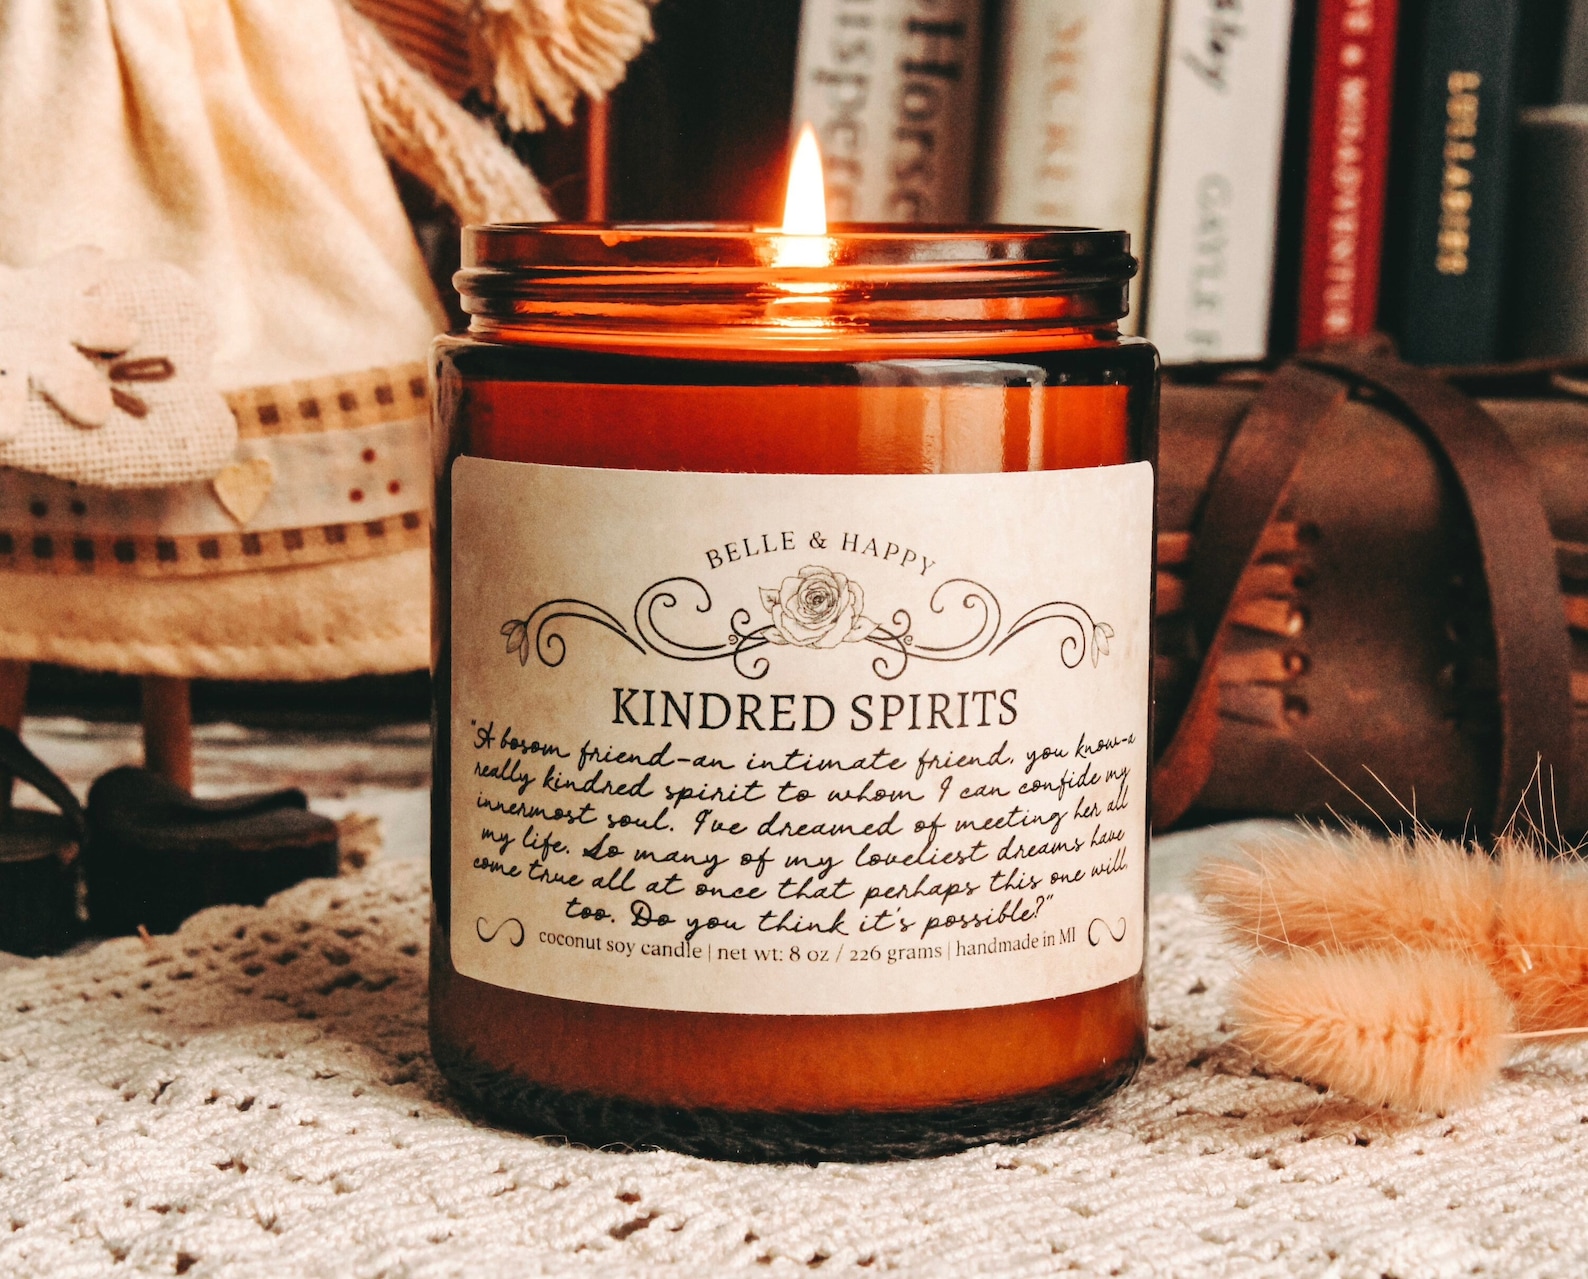 BELLE & HAPPY
KINDRED SPIRITS
"A bosom friend-an intimate friend, you know-a
really kindred spirit to whom I can confide my
innermost soul. I've dreamed of meeting her all
my life. So many of my loveliest dreams have
come true all at once that perhaps this one will,
too. Do you think it's possible?"
coconut soy candle | net wt: 8 oz / 226 grams | handmade in MI
Horse
GAYLE F